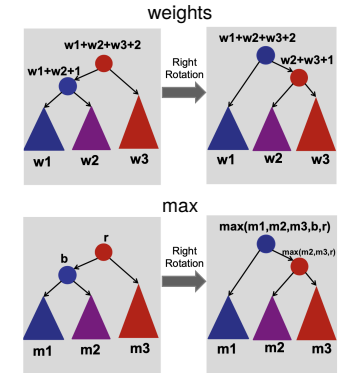 weights
w1+w2+w3+2
w1+w2+1
w1
w2
w3
Right
Rotation
w1+w2+w3+2
w2+w3+1
w1
w2
w3
max
r
b
m1
m2
m3
Right
Rotation
max(m1,m2,m3,b,r)
max(m2,m3,r)
m1
m2
m3